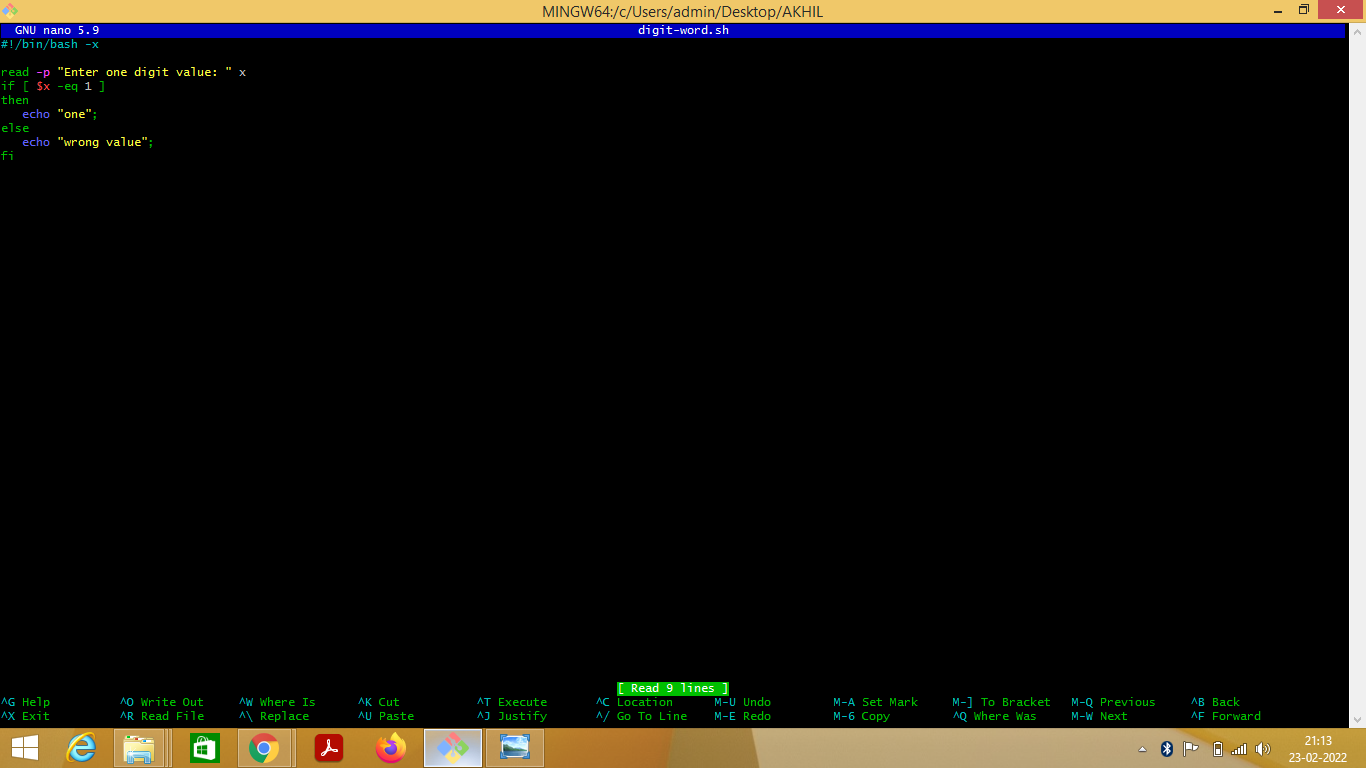 MINGW64:/c/Users/admin/Desktop/AKHIL
GNU nano 5.9 digit-word.sh
#!/bin/bash -x
read -p "Enter one digit value: " x
if [ $x -eq 1 ]
then
   echo "one";
else
   echo "wrong value";
fi
[ Read 9 lines ]
^G Help ^O Write Out ^W Where Is ^K Cut ^T Execute ^C Location M-U Undo M-A Set Mark M-] To Bracket M-Q Previous ^B Back
^X Exit ^R Read File ^\ Replace ^U Paste ^J Justify ^/ Go To Line M-E Redo M-6 Copy ^Q Where Was M-W Next ^F Forward
21:13
23-02-2022